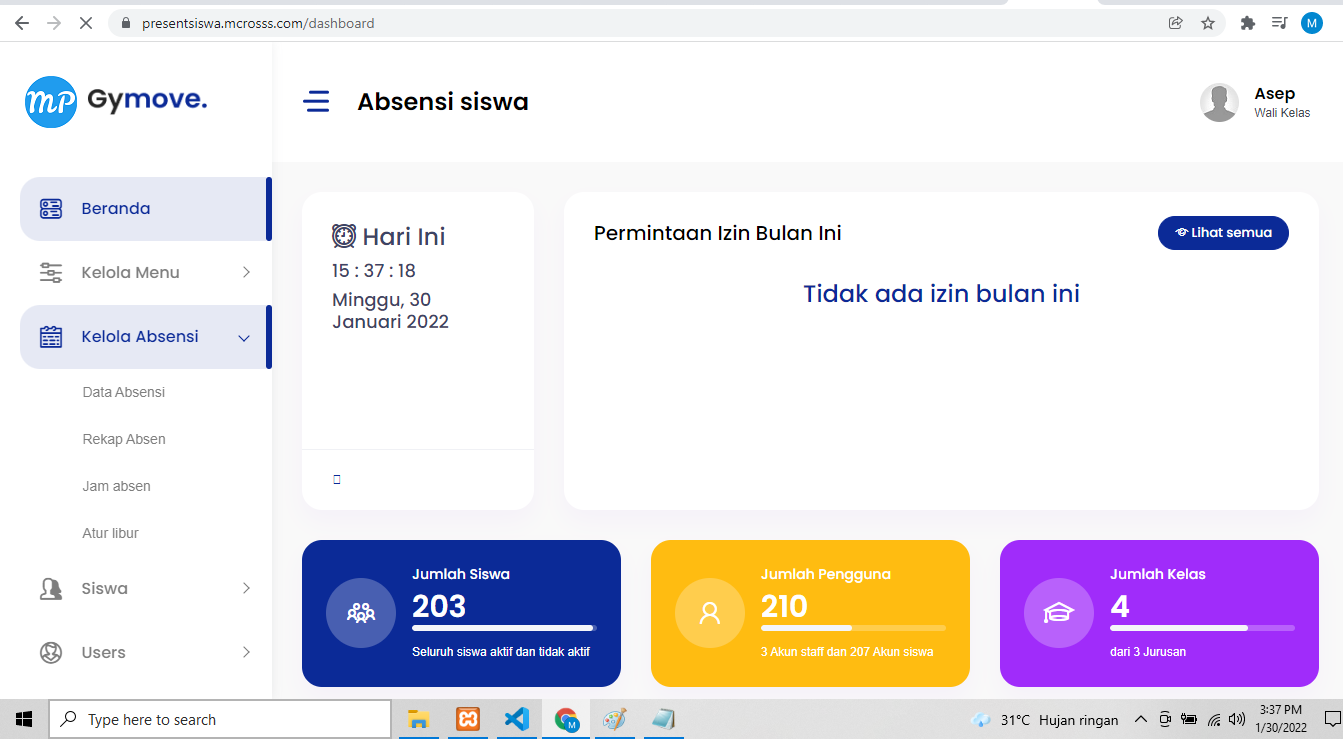 presentsiswa.mcrosss.com/dashboard
M
mp Gymove.
Absensi siswa
Asep
Wali Kelas
Beranda
Kelola Menu
Kelola Absensi
Data Absensi
Rekap Absen
Jam absen
Atur libur
Siswa
Users
Hari Ini
15 : 37 : 18
Minggu, 30
Januari 2022
Permintaan Izin Bulan Ini
Lihat semua
Tidak ada izin bulan ini
Jumlah Siswa
203
Seluruh siswa aktif dan tidak aktif
Jumlah Pengguna
210
3 Akun staff dan 207 Akun siswa
Jumlah Kelas
4
dari 3 Jurusan
Type here to search
M
31°C Hujan ringan
3:37 PM
1/30/2022